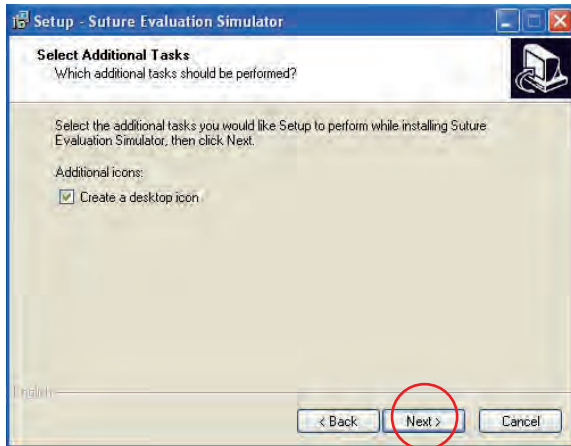 Setup - Suture Evaluation Simulator
Select Additional Tasks
Which additional tasks should be performed?
Select the additional tasks you would like Setup to perform while installing Suture
Evaluation Simulator, then click Next.
Additional icons:
Create a desktop icon
English
< Back
Next >
Cancel